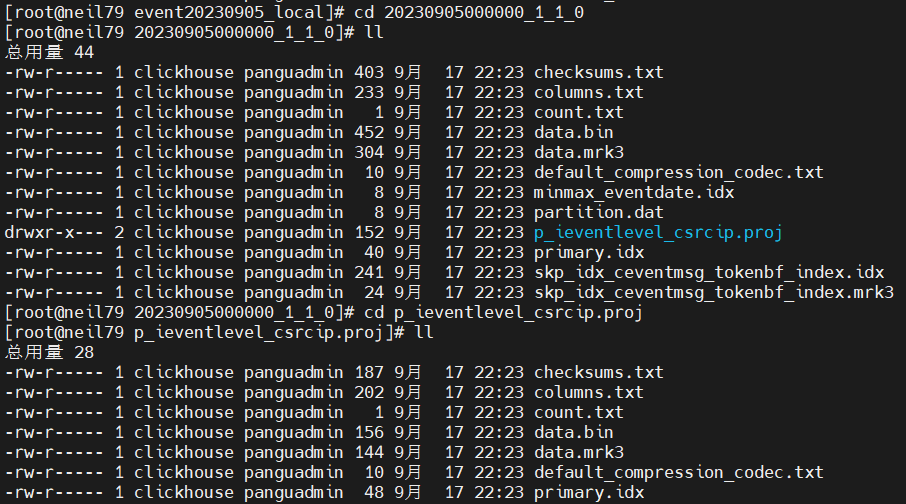 [root@neil79 event20230905_local]# cd 20230905000000_1_1_0
[root@neil79 20230905000000_1_1_0]# ll
总用量 44
-rw-r----- 1 clickhouse panguadmin 403 9月  17 22:23 checksums.txt
-rw-r----- 1 clickhouse panguadmin 233 9月  17 22:23 columns.txt
-rw-r----- 1 clickhouse panguadmin   1 9月  17 22:23 count.txt
-rw-r----- 1 clickhouse panguadmin 452 9月  17 22:23 data.bin
-rw-r----- 1 clickhouse panguadmin 304 9月  17 22:23 data.mrk3
-rw-r----- 1 clickhouse panguadmin  10 9月  17 22:23 default_compression_codec.txt
-rw-r----- 1 clickhouse panguadmin   8 9月  17 22:23 minmax_eventdate.idx
-rw-r----- 1 clickhouse panguadmin   8 9月  17 22:23 partition.dat
drwxr-x--- 2 clickhouse panguadmin 152 9月  17 22:23 p_ieventlevel_csrcip.proj
-rw-r----- 1 clickhouse panguadmin  40 9月  17 22:23 primary.idx
-rw-r----- 1 clickhouse panguadmin 241 9月  17 22:23 skp_idx_ceventmsg_tokenbf_index.idx
-rw-r----- 1 clickhouse panguadmin  24 9月  17 22:23 skp_idx_ceventmsg_tokenbf_index.mrk3
[root@neil79 20230905000000_1_1_0]# cd p_ieventlevel_csrcip.proj
[root@neil79 p_ieventlevel_csrcip.proj]# ll
总用量 28
-rw-r----- 1 clickhouse panguadmin 187 9月  17 22:23 checksums.txt
-rw-r----- 1 clickhouse panguadmin 202 9月  17 22:23 columns.txt
-rw-r----- 1 clickhouse panguadmin   1 9月  17 22:23 count.txt
-rw-r----- 1 clickhouse panguadmin 156 9月  17 22:23 data.bin
-rw-r----- 1 clickhouse panguadmin 144 9月  17 22:23 data.mrk3
-rw-r----- 1 clickhouse panguadmin  10 9月  17 22:23 default_compression_codec.txt
-rw-r----- 1 clickhouse panguadmin  48 9月  17 22:23 primary.idx